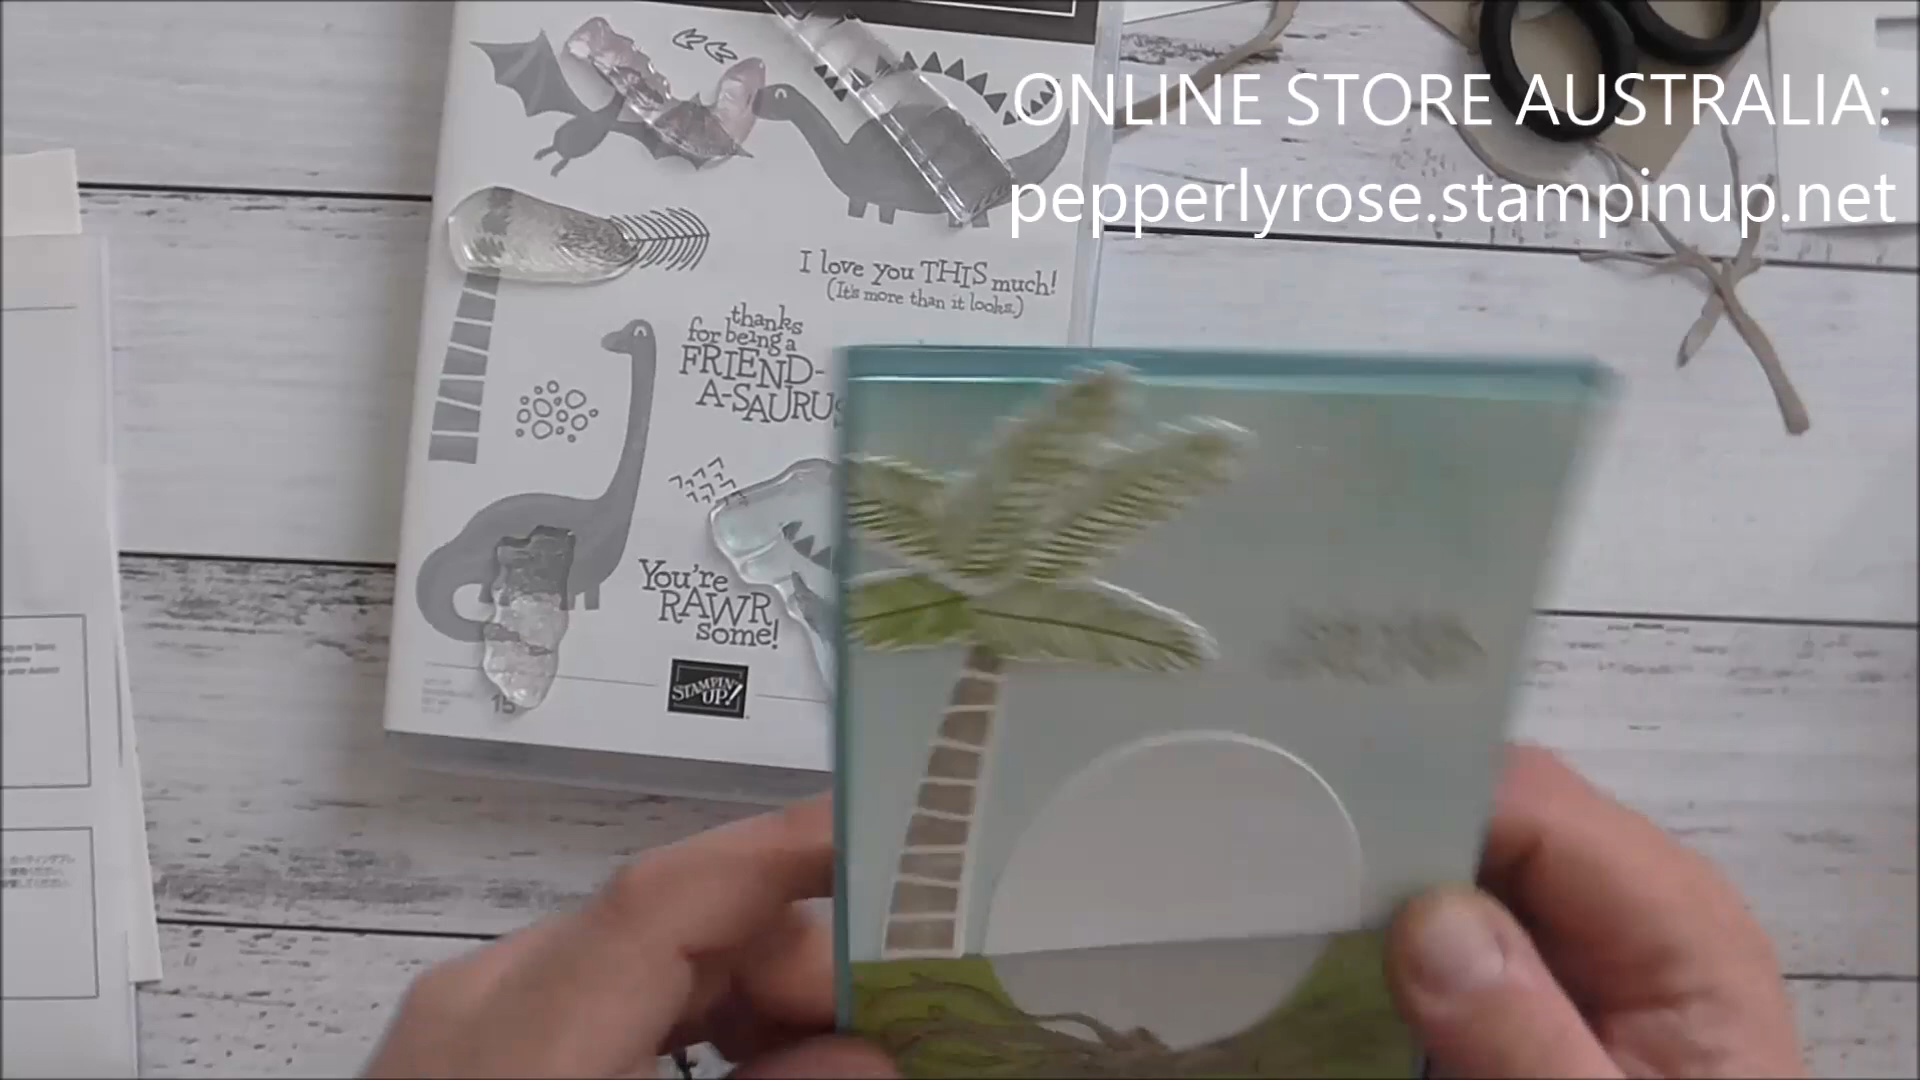 ONLINE STORE AUSTRALIA:
pepperlyrose.stampinup.net
I love you THIS much!
(It's more than it looks.)
thanks
for being a
FRIEND-
A-SAURUS
You're
RAWR
some!
STAMPIN' UP!
15